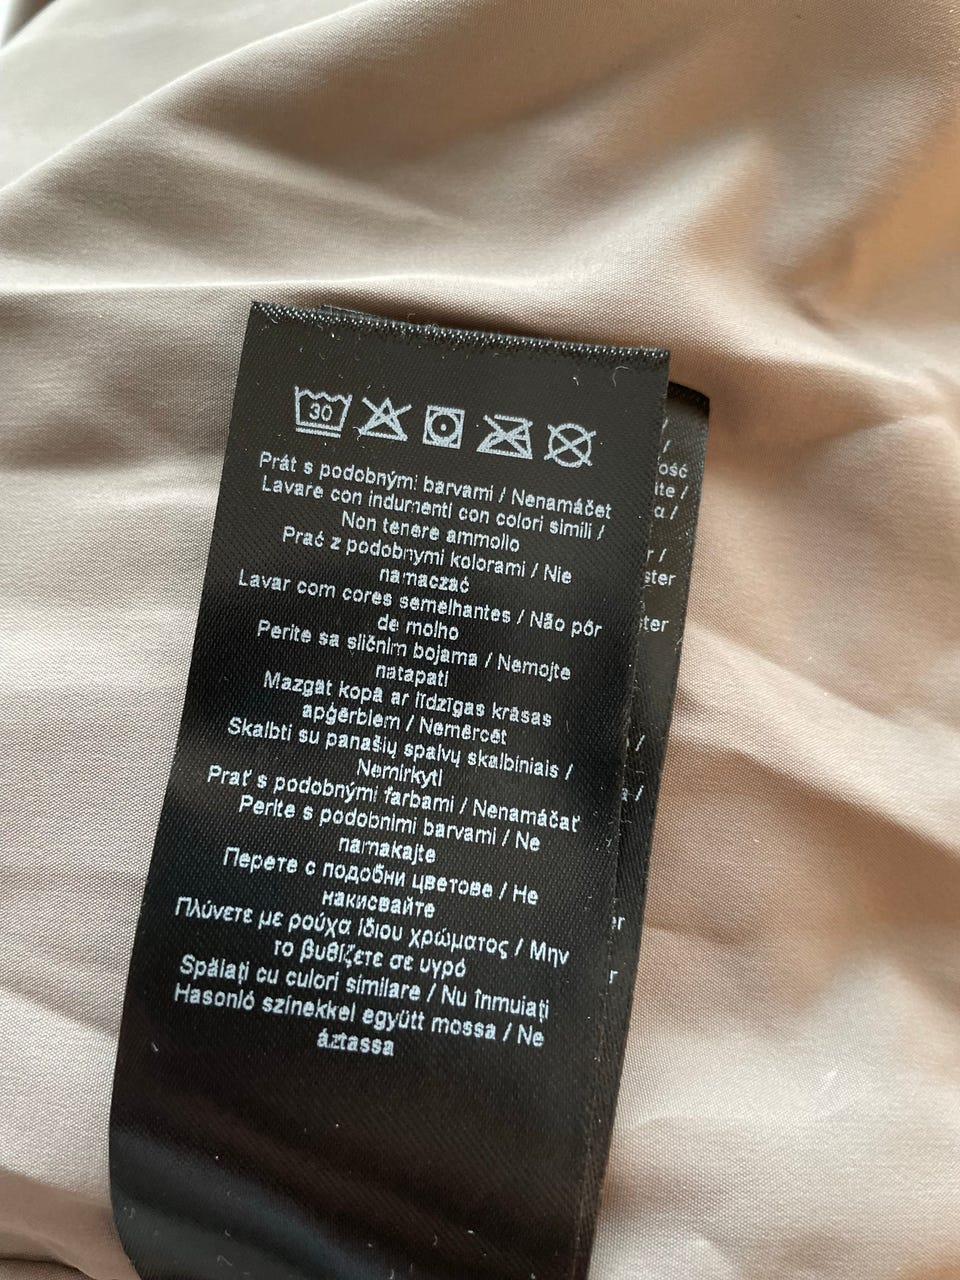 30
Prát s podobnými barvami / Nenamáčet
Lavare con indumenti con colori simili /
Non tenere ammollo
Prać z podobnymi kolorami / Nie
namaczać
Lavar com cores semelhantes / Não pôr
de molho
Perite sa sličnim bojama / Nemojte
natapati
Mazgāt kopā ar līdzīgas krāsas
apģērbiem / Nemērcēt
Skalbti su panašių spalvų skalbiniais /
Nemirkyti
Prať s podobnými farbami / Nenamáčať
Perite s podobnimi barvami / Ne
namakajte
Перете с подобни цветове / Не
накисвайте
Πλύνετε με ρούχα ίδιου χρώματος / Μην
το βυθίζετε σε υγρό
Spălați cu culori similare / Nu înmuiați
Hasonló színekkel együtt mossa / Ne
áztassa